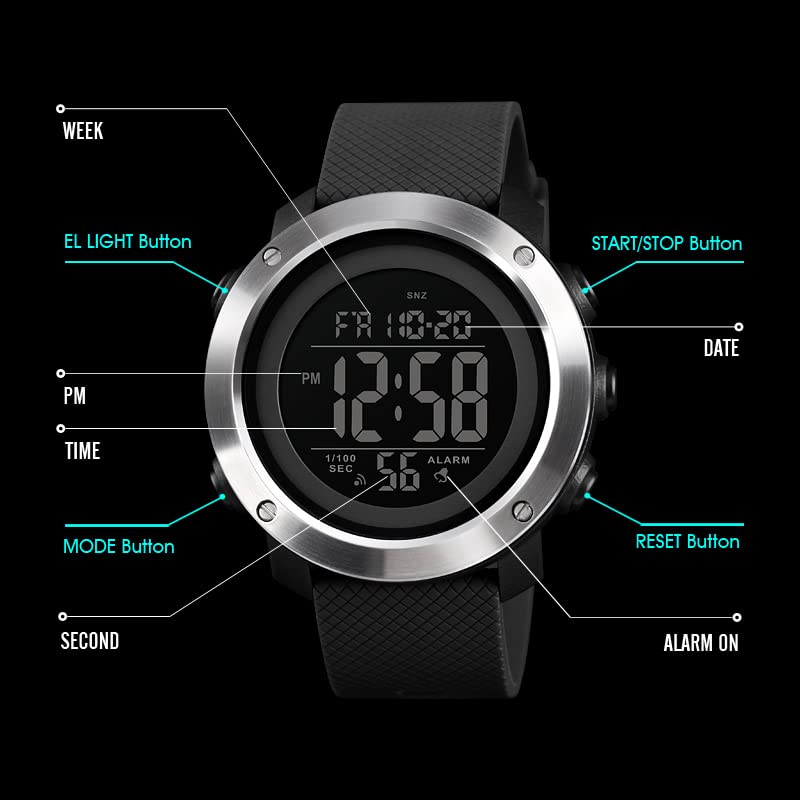 WEEK
EL LIGHT Button
START/STOP Button
SNZ
FR 10-20
DATE
PM
PM 12:58
TIME
1/100
SEC
56
ALARM
MODE Button
RESET Button
SECOND
ALARM ON